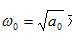 ω₀ = √a₀